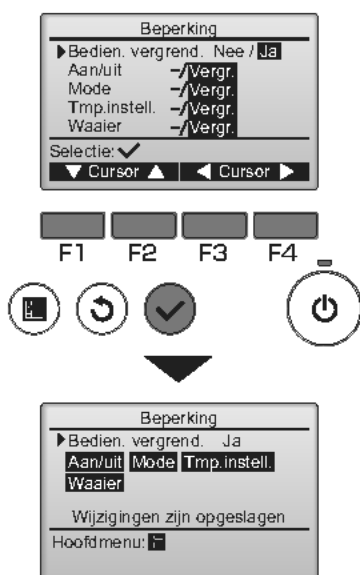 Beperking
▶Bedien. vergrend. Nee / Ja
Aan/uit -/Vergr.
Mode -/Vergr.
Tmp.instell. -/Vergr.
Waaier -/Vergr.
Selectie: ✓
▼ Cursor ▲ ◀ Cursor ▶
F1 F2 F3 F4
Beperking
▶Bedien. vergrend. Ja
Aan/uit Mode Tmp.instell.
Waaier
Wijzigingen zijn opgeslagen
Hoofdmenu: